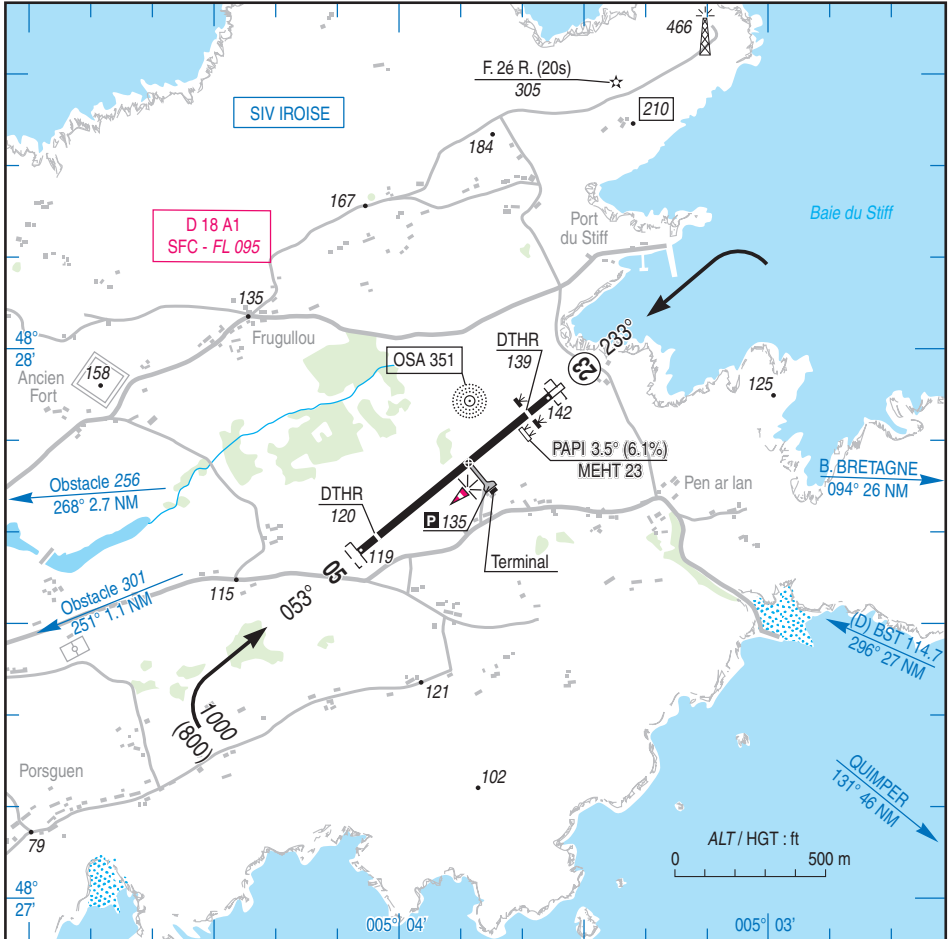 466
F. 2é R. (20s)
305
SIV IROISE
210
184
167
D 18 A1
SFC - FL 095
Port
du Stiff
Baie du Stiff
135
Frugullou
48°
28'
Ancien
Fort
158
OSA 351
DTHR
139
233°
23
142
125
PAPI 3.5° (6.1%)
MEHT 23
Obstacle 256
268° 2.7 NM
B. BRETAGNE
094° 26 NM
Pen ar lan
DTHR
120
P 135
119
Terminal
05
053°
115
Obstacle 301
251° 1.1 NM
(D) BST 114.7
296° 27 NM
121
1000
(800)
Porsguen
102
QUIMPER
131° 46 NM
79
ALT / HGT : ft
0 500 m
48°
27'
005° 04'
005° 03'